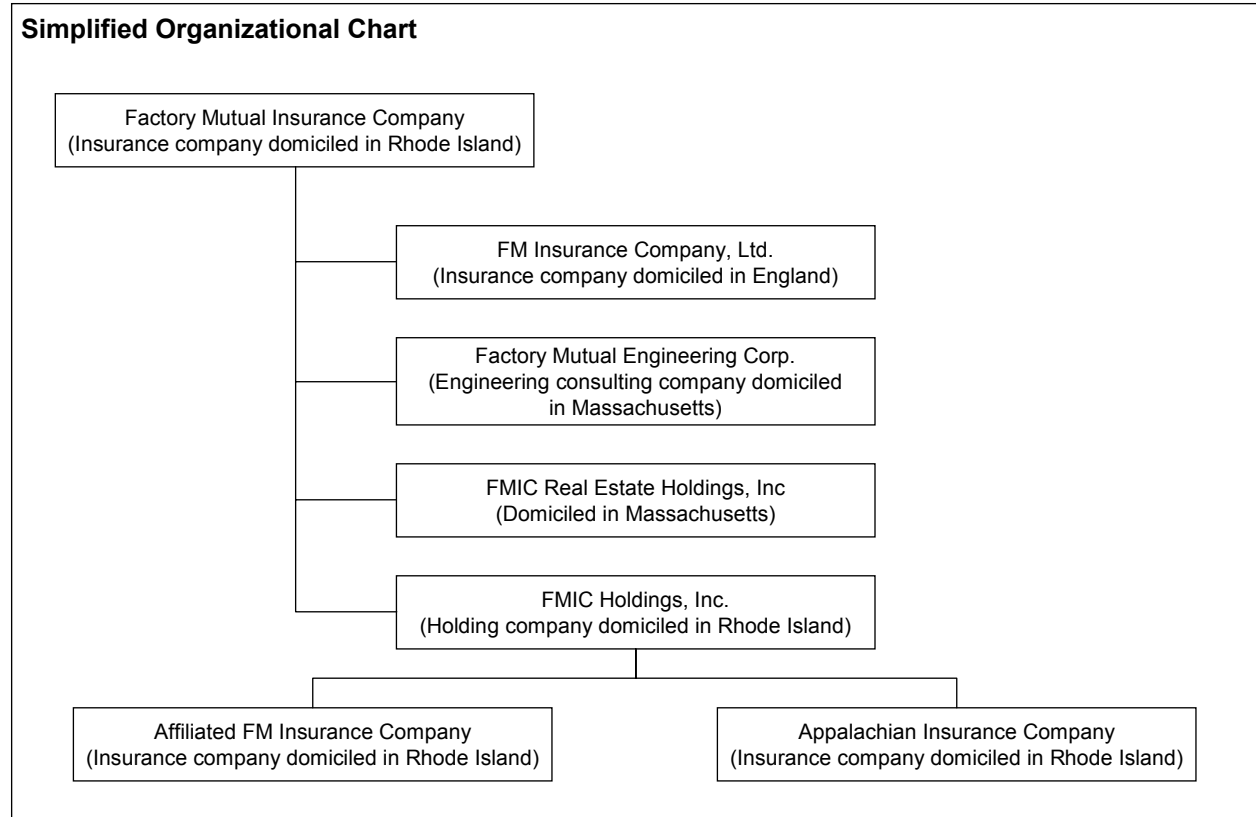 Simplified Organizational Chart
Factory Mutual Insurance Company
(Insurance company domiciled in Rhode Island)
FM Insurance Company, Ltd.
(Insurance company domiciled in England)
Factory Mutual Engineering Corp.
(Engineering consulting company domiciled
in Massachusetts)
FMIC Real Estate Holdings, Inc
(Domiciled in Massachusetts)
FMIC Holdings, Inc.
(Holding company domiciled in Rhode Island)
Affiliated FM Insurance Company
(Insurance company domiciled in Rhode Island)
Appalachian Insurance Company
(Insurance company domiciled in Rhode Island)